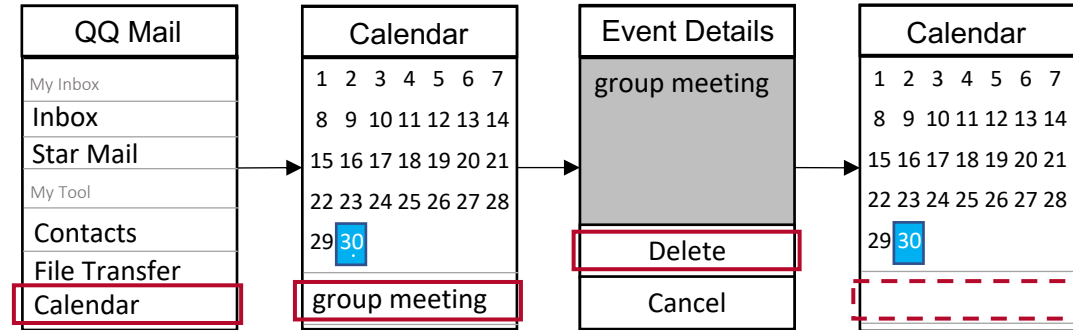 QQ Mail
My Inbox
Inbox
Star Mail
My Tool
Contacts
File Transfer
Calendar
Calendar
1 2 3 4 5 6 7
8 9 10 11 12 13 14
15 16 17 18 19 20 21
22 23 24 25 26 27 28
29 30
group meeting
Event Details
group meeting
Delete
Cancel
Calendar
1 2 3 4 5 6 7
8 9 10 11 12 13 14
15 16 17 18 19 20 21
22 23 24 25 26 27 28
29 30